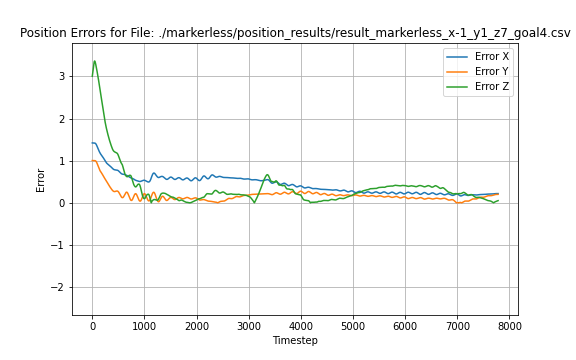 Position Errors for File: ./markerless/position_results/result_markerless_x-1_y1_z7_goal4.csv
Error X
Error Y
Error Z
3
2
1
0
−1
−2
Error
0 1000 2000 3000 4000 5000 6000 7000 8000
Timestep